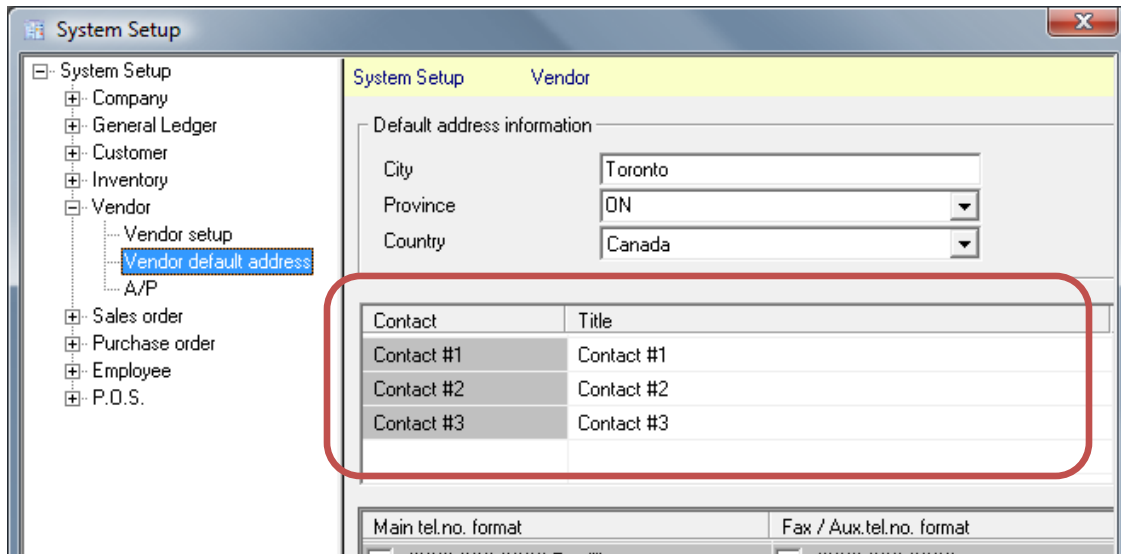 System Setup
System Setup
Company
General Ledger
Customer
Inventory
Vendor
Vendor setup
Vendor default address
A/P
Sales order
Purchase order
Employee
P.O.S.
System Setup Vendor
Default address information
City Toronto
Province ON
Country Canada
Contact Title
Contact #1 Contact #1
Contact #2 Contact #2
Contact #3 Contact #3
Main tel.no. format Fax / Aux.tel.no. format